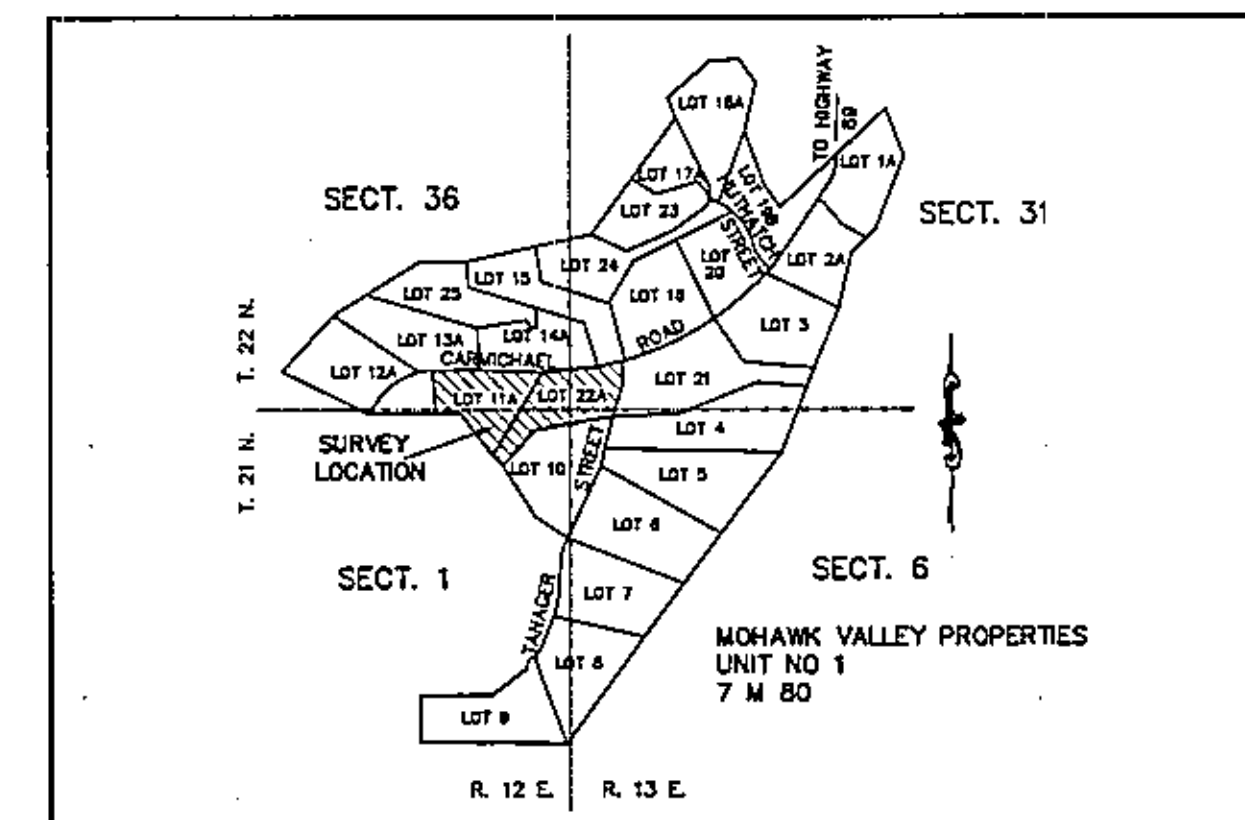 TO HIGHWAY
89
LOT 16A
LOT 1A
LOT 17A
LOT 19B
NUTHATCH
STREET
SECT. 36
SECT. 31
LOT 23
LOT 2A
LOT 20
LOT 24
LOT 15
LOT 25
LOT 18
LOT 3
T. 22 N.
LOT 13A
LOT 14A
ROAD
CARMICHAEL
LOT 12A
LOT 21
LOT 11A
LOT 22A
SURVEY
LOCATION
LOT 4
T. 21 N.
LOT 10
STREET
LOT 5
LOT 6
SECT. 1
SECT. 6
TANAGER
LOT 7
MOHAWK VALLEY PROPERTIES
UNIT NO 1
7 M 80
LOT 8
LOT 9
R. 12 E.
R. 13 E.